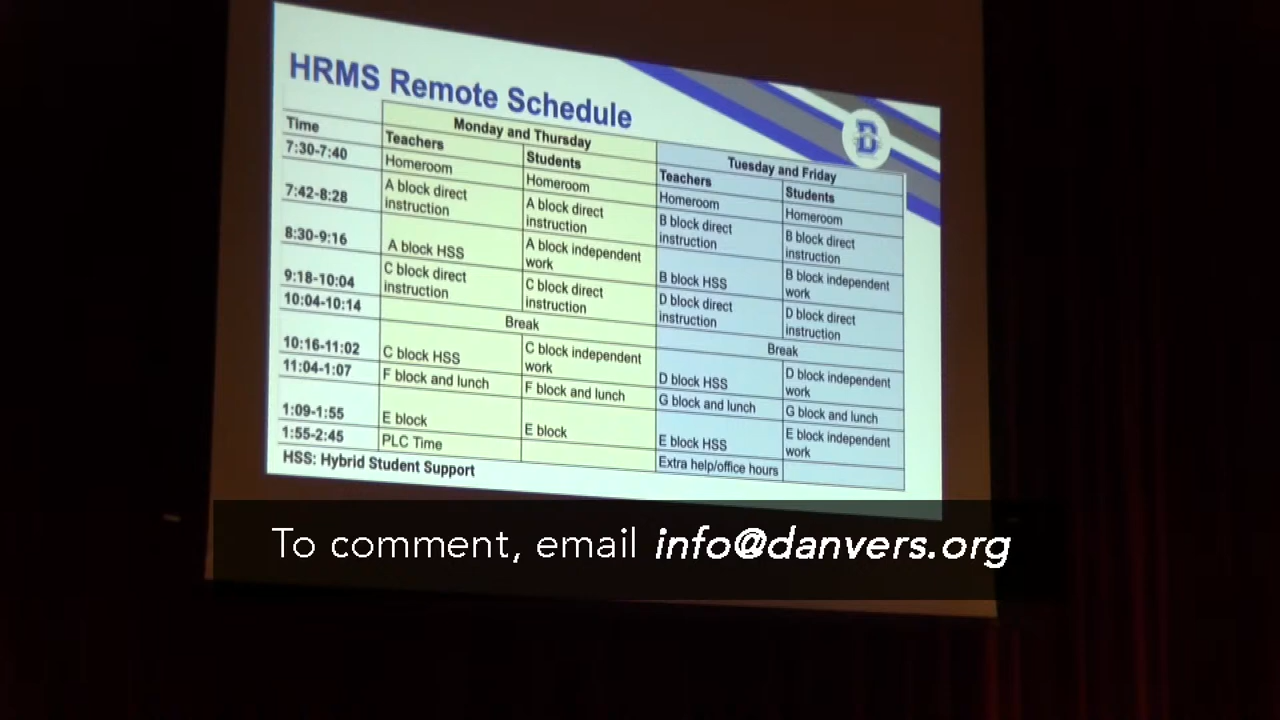 HRMS Remote Schedule
Monday and Thursday Tuesday and Friday
Time Teachers Students Teachers Students
7:30-7:40 Homeroom Homeroom Homeroom Homeroom
7:42-8:28 A block direct instruction A block direct instruction B block direct instruction B block direct instruction
8:30-9:16 A block HSS A block independent work B block HSS B block independent work
9:18-10:04 C block direct instruction C block direct instruction D block direct instruction D block direct instruction
10:04-10:14 Break Break
10:16-11:02 C block HSS C block independent work D block HSS D block independent work
11:04-1:07 F block and lunch F block and lunch G block and lunch G block and lunch
1:09-1:55 E block E block E block HSS E block independent work
1:55-2:45 PLC Time Extra help/office hours
HSS: Hybrid Student Support
D
To comment, email info@danvers.org